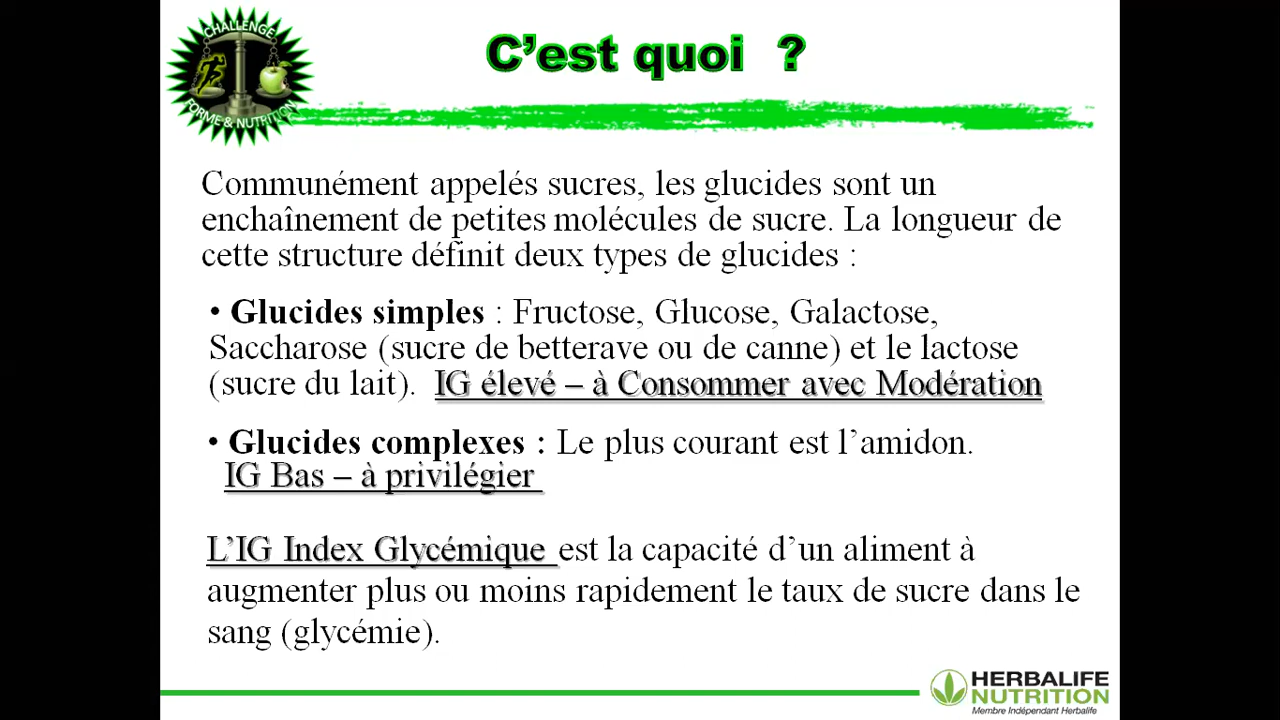 CHALLENGE
FORME & NUTRITION
C’est quoi ?
Communément appelés sucres, les glucides sont un
enchaînement de petites molécules de sucre. La longueur de
cette structure définit deux types de glucides :
• Glucides simples : Fructose, Glucose, Galactose,
Saccharose (sucre de betterave ou de canne) et le lactose
(sucre du lait). IG élevé – à Consommer avec Modération
• Glucides complexes : Le plus courant est l’amidon.
IG Bas – à privilégier
L’IG Index Glycémique est la capacité d’un aliment à
augmenter plus ou moins rapidement le taux de sucre dans le
sang (glycémie).
HERBALIFE
NUTRITION
Membre Indépendant Herbalife